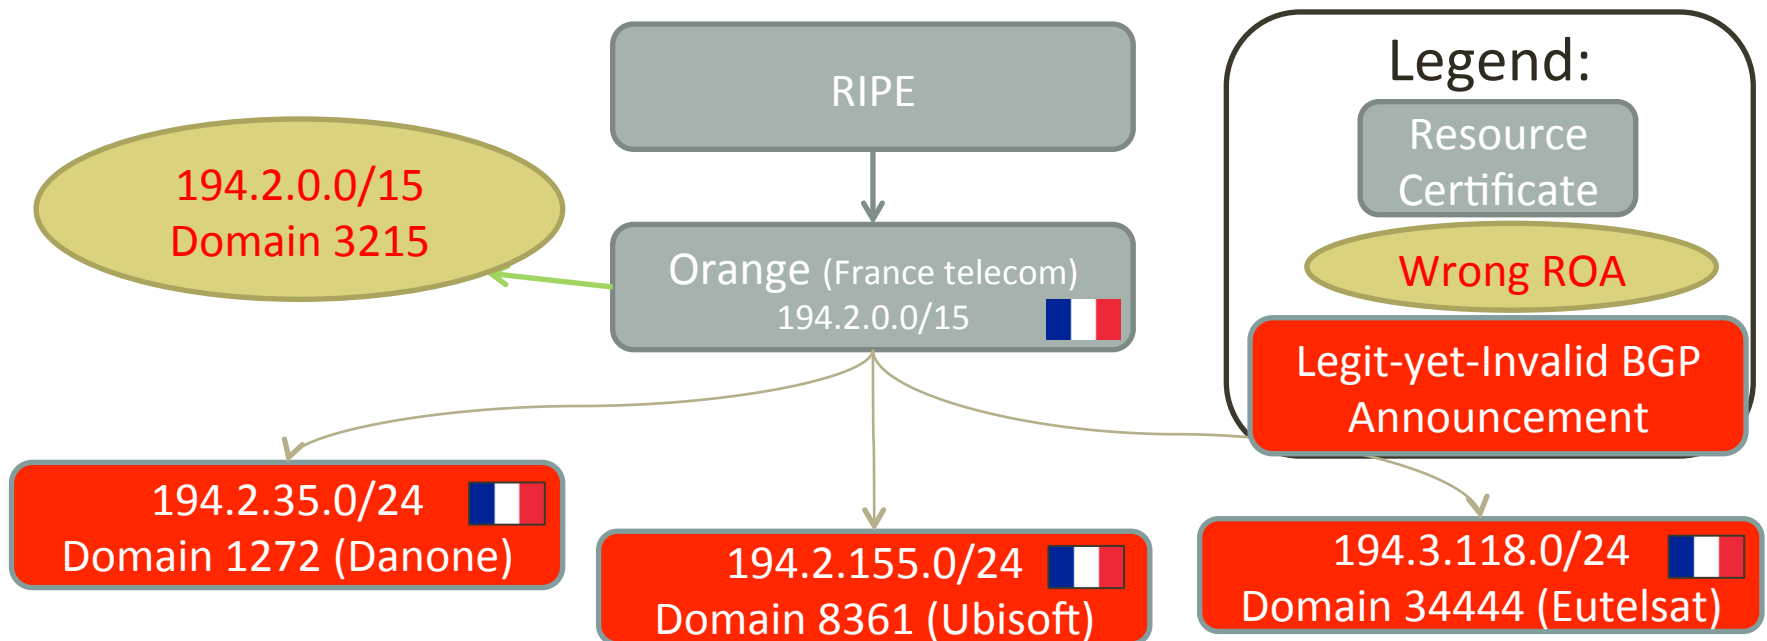 RIPE
194.2.0.0/15
Domain 3215
Orange (France telecom)
194.2.0.0/15
194.2.35.0/24
Domain 1272 (Danone)
194.2.155.0/24
Domain 8361 (Ubisoft)
194.3.118.0/24
Domain 34444 (Eutelsat)
Legend:
Resource
Certificate
Wrong ROA
Legit-yet-Invalid BGP
Announcement